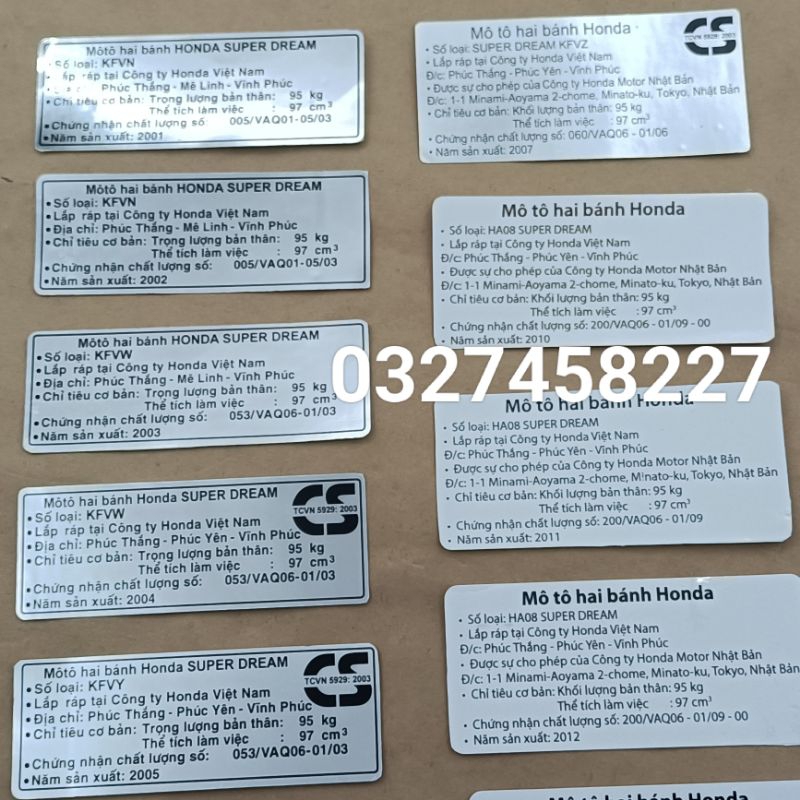 Môtô hai bánh HONDA SUPER DREAM
Số loại: KFVN
ráp tại Công ty Honda Việt Nam
Phúc Thắng - Mê Linh - Vĩnh Phúc
• Chỉ tiêu cơ bản: Trọng lượng bản thân: 95 kg
Thể tích làm việc : 97 cm³
• Chứng nhận chất lượng số: 005/VAQ01-05/03
• Năm sản xuất: 2001
Môtô hai bánh HONDA SUPER DREAM
• Số loại: KFVN
• Lắp ráp tại Công ty Honda Việt Nam
• Địa chỉ: Phúc Thắng - Mê Linh - Vĩnh Phúc
• Chỉ tiêu cơ bản: Trọng lượng bản thân: 95 kg
Thể tích làm việc : 97 cm³
• Chứng nhận chất lượng số: 005/VAQ01-05/03
• Năm sản xuất: 2002
Môtô hai bánh HONDA SUPER DREAM
• Số loại: KFVW
• Lắp ráp tại Công ty Honda Việt Nam
• Địa chỉ: Phúc Thắng - Mê Linh - Vĩnh Phúc
• Chỉ tiêu cơ bản: Trọng lượng bản thân: 95 kg
Thể tích làm việc : 97 cm³
• Chứng nhận chất lượng số: 053/VAQ06-01/03
• Năm sản xuất: 2003
Môtô hai bánh Honda SUPER DREAM
CS
TCVN 5929: 2003
• Số loại: KFVW
• Lắp ráp tại Công ty Honda Việt Nam
• Địa chỉ: Phúc Thắng - Phúc Yên - Vĩnh Phúc
• Chỉ tiêu cơ bản: Trọng lượng bản thân: 95 kg
Thể tích làm việc : 97 cm³
• Chứng nhận chất lượng số: 053/VAQ06-01/03
• Năm sản xuất: 2004
Môtô hai bánh Honda SUPER DREAM
CS
TCVN 5929: 2003
• Số loại: KFVY
• Lắp ráp tại Công ty Honda Việt Nam
• Địa chỉ: Phúc Thắng - Phúc Yên - Vĩnh Phúc
• Chỉ tiêu cơ bản: Trọng lượng bản thân: 95 kg
Thể tích làm việc : 97 cm³
• Chứng nhận chất lượng số: 053/VAQ06-01/03
• Năm sản xuất: 2005
Mô tô hai bánh Honda
CS
TCVN 5929: 2003
• Số loại: SUPER DREAM KFVZ
• Lắp ráp tại Công ty Honda Việt Nam
Đ/c: Phúc Thắng - Phúc Yên - Vĩnh Phúc
• Được sự cho phép của Công ty Honda Motor Nhật Bản
Đ/c: 1-1 Minami-Aoyama 2-chome, Minato-ku, Tokyo, Nhật Bản
• Chỉ tiêu cơ bản: Khối lượng bản thân: 95 kg
Thể tích làm việc : 97 cm³
• Chứng nhận chất lượng số: 060/VAQ06 - 01/06
• Năm sản xuất: 2007
Mô tô hai bánh Honda
• Số loại: HA08 SUPER DREAM
• Lắp ráp tại Công ty Honda Việt Nam
Đ/c: Phúc Thắng - Phúc Yên - Vĩnh Phúc
• Được sự cho phép của Công ty Honda Motor Nhật Bản
Đ/c: 1-1 Minami-Aoyama 2-chome, Minato-ku, Tokyo, Nhật Bản
• Chỉ tiêu cơ bản: Khối lượng bản thân: 95 kg
Thể tích làm việc : 97 cm³
• Chứng nhận chất lượng số: 200/VAQ06 - 01/09 - 00
• Năm sản xuất: 2010
0327458227
Mô tô hai bánh Honda
• Số loại: HA08 SUPER DREAM
• Lắp ráp tại Công ty Honda Việt Nam
Đ/c: Phúc Thắng - Phúc Yên - Vĩnh Phúc
• Được sự cho phép của Công ty Honda Motor Nhật Bản
Đ/c: 1-1 Minami-Aoyama 2-chome, Minato-ku, Tokyo, Nhật Bản
• Chỉ tiêu cơ bản: Khối lượng bản thân: 95 kg
Thể tích làm việc : 97 cm³
• Chứng nhận chất lượng số: 200/VAQ06 - 01/09
• Năm sản xuất: 2011
Mô tô hai bánh Honda
• Số loại: HA08 SUPER DREAM
• Lắp ráp tại Công ty Honda Việt Nam
Đ/c: Phúc Thắng - Phúc Yên - Vĩnh Phúc
• Được sự cho phép của Công ty Honda Motor Nhật Bản
Đ/c: 1-1 Minami-Aoyama 2-chome, Minato-ku, Tokyo, Nhật Bản
• Chỉ tiêu cơ bản: Khối lượng bản thân: 95 kg
Thể tích làm việc : 97 cm³
• Chứng nhận chất lượng số: 200/VAQ06 - 01/09 - 00
• Năm sản xuất: 2012